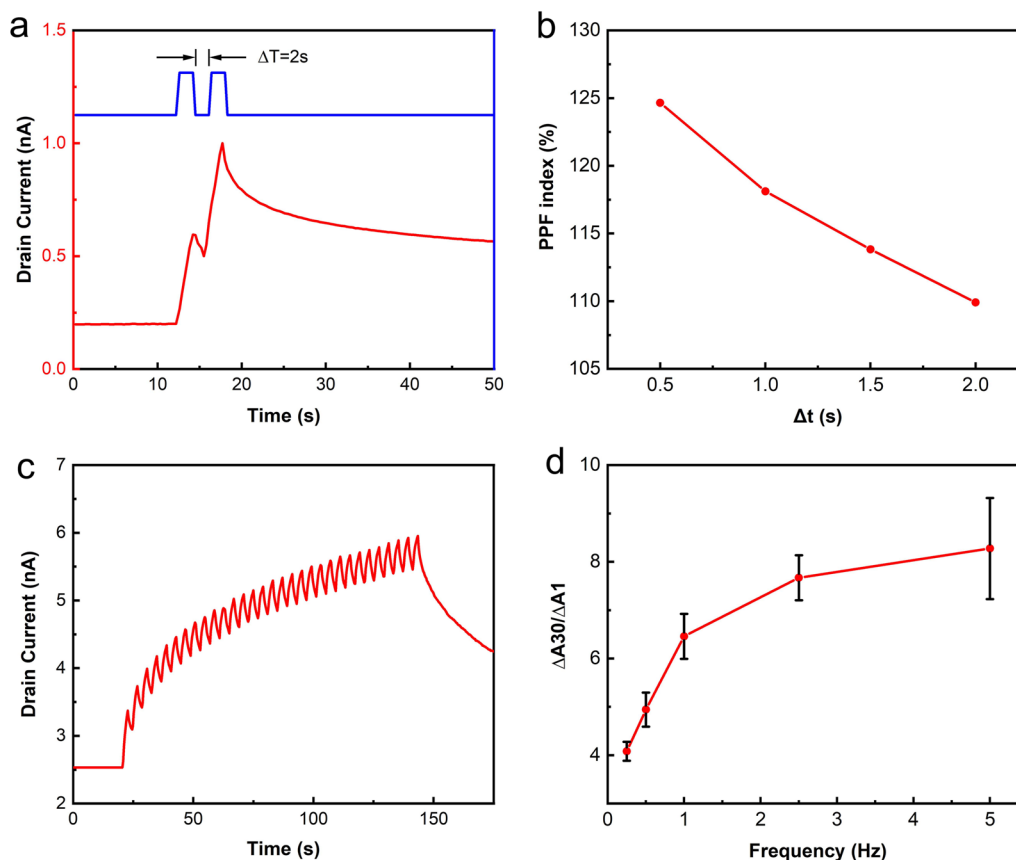 a
1.5
1.0
0.5
0.0
Drain Current (nA)
ΔT=2s
0 10 20 30 40 50
Time (s)
b
130
125
120
115
110
105
PPF index (%)
0.5 1.0 1.5 2.0
Δt (s)
c
7
6
5
4
3
2
Drain Current (nA)
0 50 100 150
Time (s)
d
10
8
6
4
ΔA30/ΔA1
0 1 2 3 4 5
Frequency (Hz)